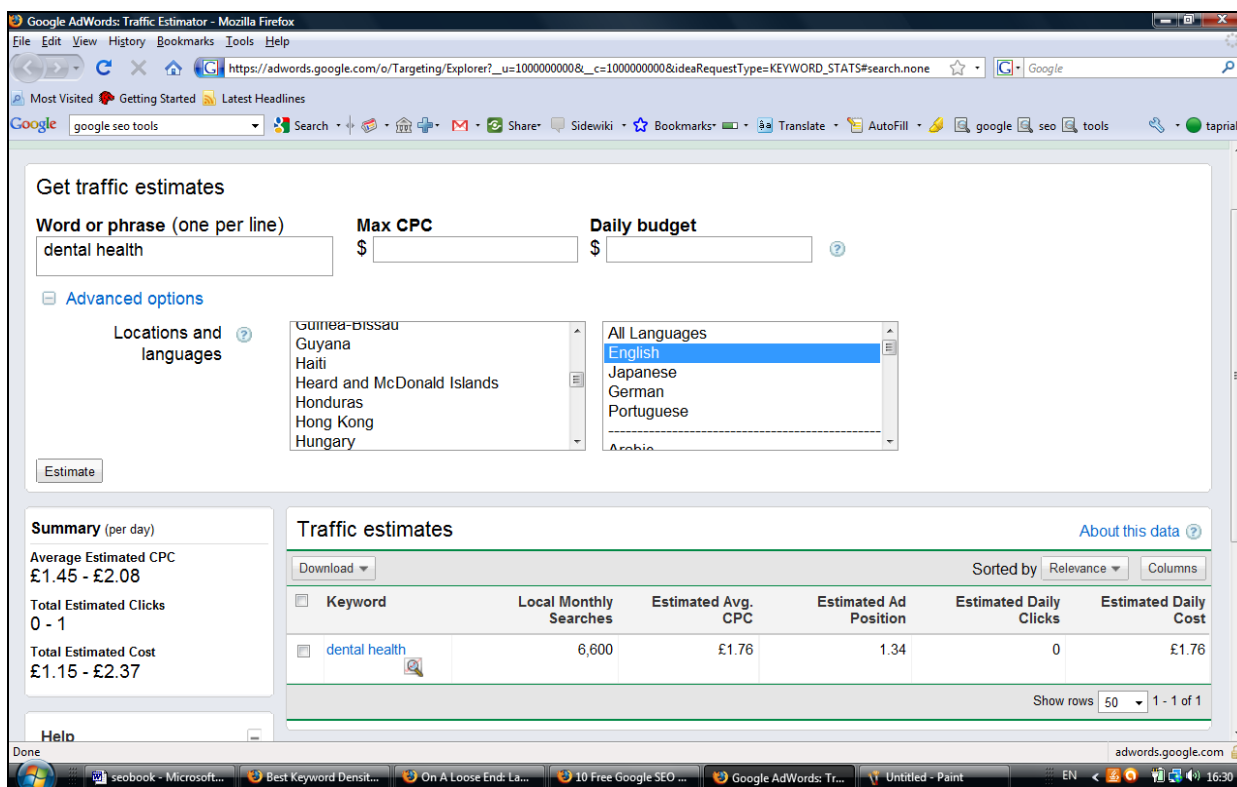 Google AdWords: Traffic Estimator - Mozilla Firefox
File Edit View History Bookmarks Tools Help
https://adwords.google.com/o/Targeting/Explorer?__u=1000000000&__c=1000000000&ideaRequestType=KEYWORD_STATS#search.none Google
Most Visited Getting Started Latest Headlines
Google google seo tools Search Share Sidewiki Bookmarks Translate AutoFill google seo tools taprial
Get traffic estimates
Word or phrase (one per line) Max CPC Daily budget
dental health $ $
Advanced options
Locations and languages
Guinea-Bissau
Guyana
Haiti
Heard and McDonald Islands
Honduras
Hong Kong
Hungary
All Languages
English
Japanese
German
Portuguese
Arabic
Estimate
Summary (per day)
Average Estimated CPC
£1.45 - £2.08
Total Estimated Clicks
0 - 1
Total Estimated Cost
£1.15 - £2.37
Help
Traffic estimates About this data
Download Sorted by Relevance Columns
Keyword Local Monthly Searches Estimated Avg. CPC Estimated Ad Position Estimated Daily Clicks Estimated Daily Cost
dental health 6,600 £1.76 1.34 0 £1.76
Show rows 50 1 - 1 of 1
Done adwords.google.com
seobook - Microsoft... Best Keyword Densit... On A Loose End: La... 10 Free Google SEO ... Google AdWords: Tr... Untitled - Paint EN 16:30